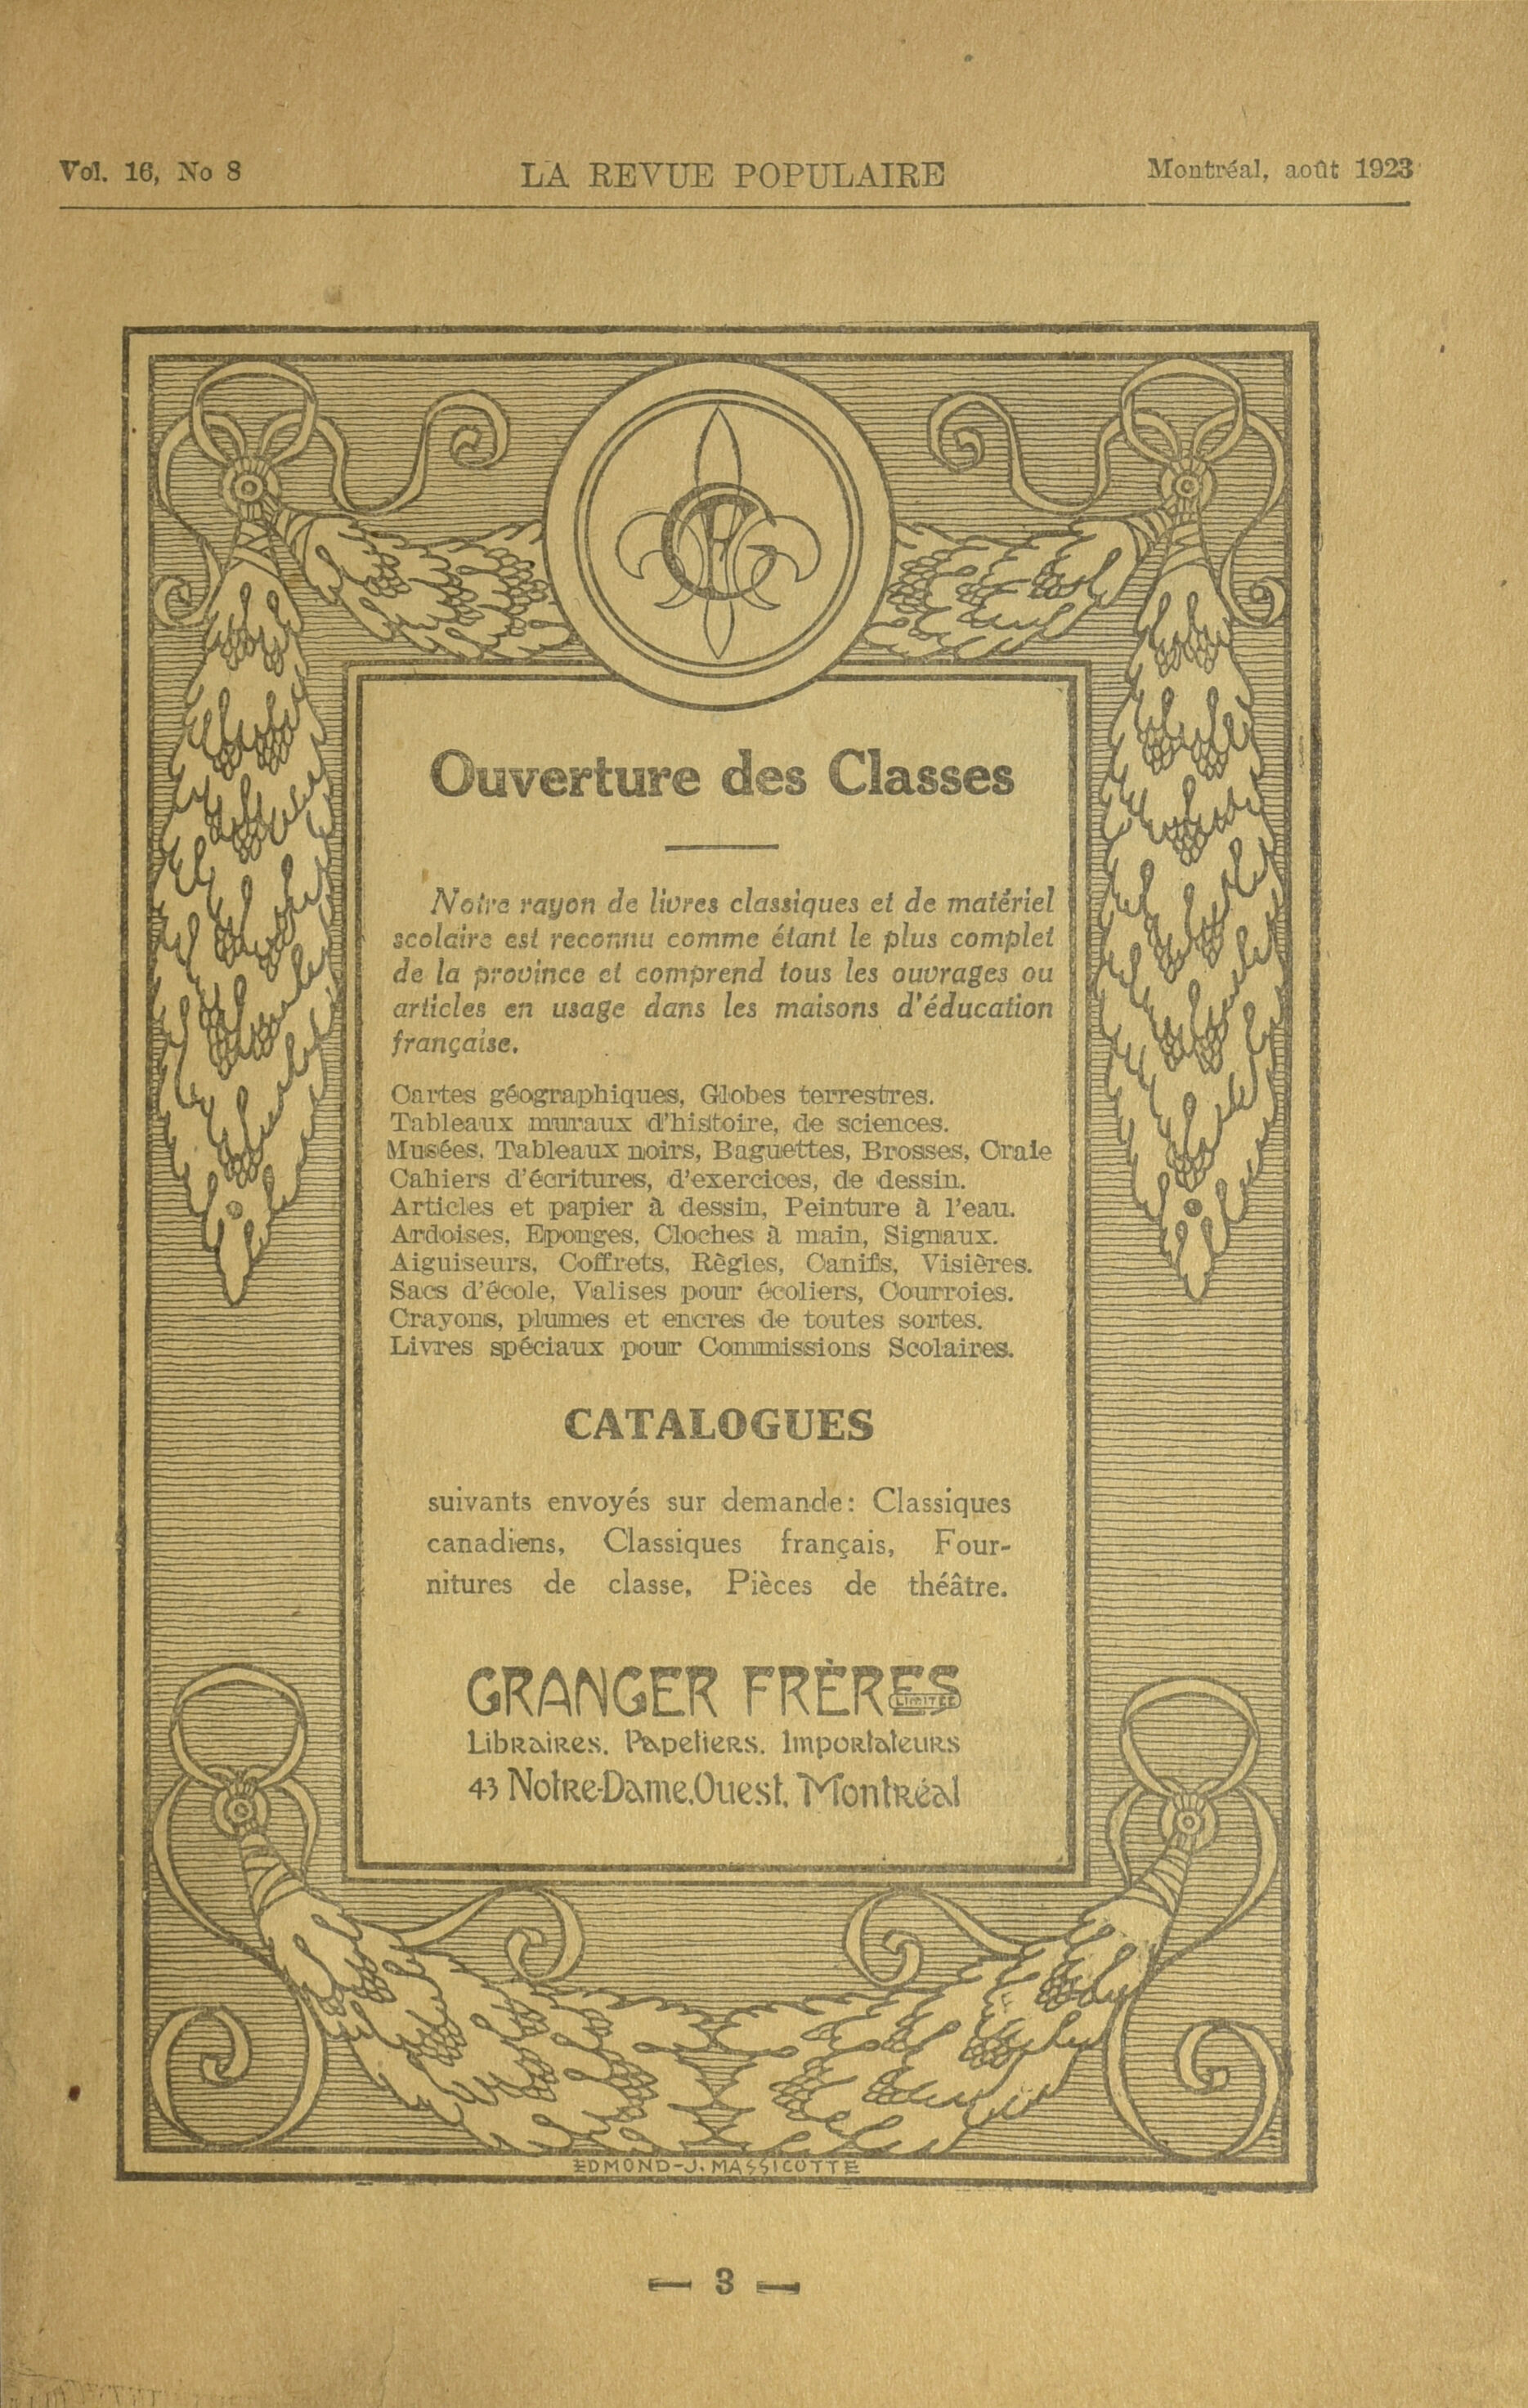 Vol. 16, No 8 LA REVUE POPULAIRE Montréal, août 1923
Ouverture des Classes
Notre rayon de livres classiques et de matériel
scolaire est reconnu comme étant le plus complet
de la province et comprend tous les ouvrages ou
articles en usage dans les maisons d'éducation
française.
Cartes géographiques, Globes terrestres.
Tableaux muraux d'histoire, de sciences.
Musées, Tableaux noirs, Baguettes, Brosses, Craie
Cahiers d'écritures, d'exercices, de dessin.
Articles et papier à dessin, Peinture à l'eau.
Ardoises, Eponges, Cloches à main, Signaux.
Aiguiseurs, Coffrets, Règles, Canifs, Visières.
Sacs d'école, Valises pour écoliers, Courroies.
Crayons, plumes et encres de toutes sortes.
Livres spéciaux pour Commissions Scolaires.
CATALOGUES
suivants envoyés sur demande: Classiques
canadiens, Classiques français, Four-
nitures de classe, Pièces de théâtre.
GRANGER FRÈRES LIMITÉE
Libraires, Papetiers, Importateurs
43 Notre-Dame, Ouest, Montréal
EDMOND-J. MASSICOTTE
— 3 —